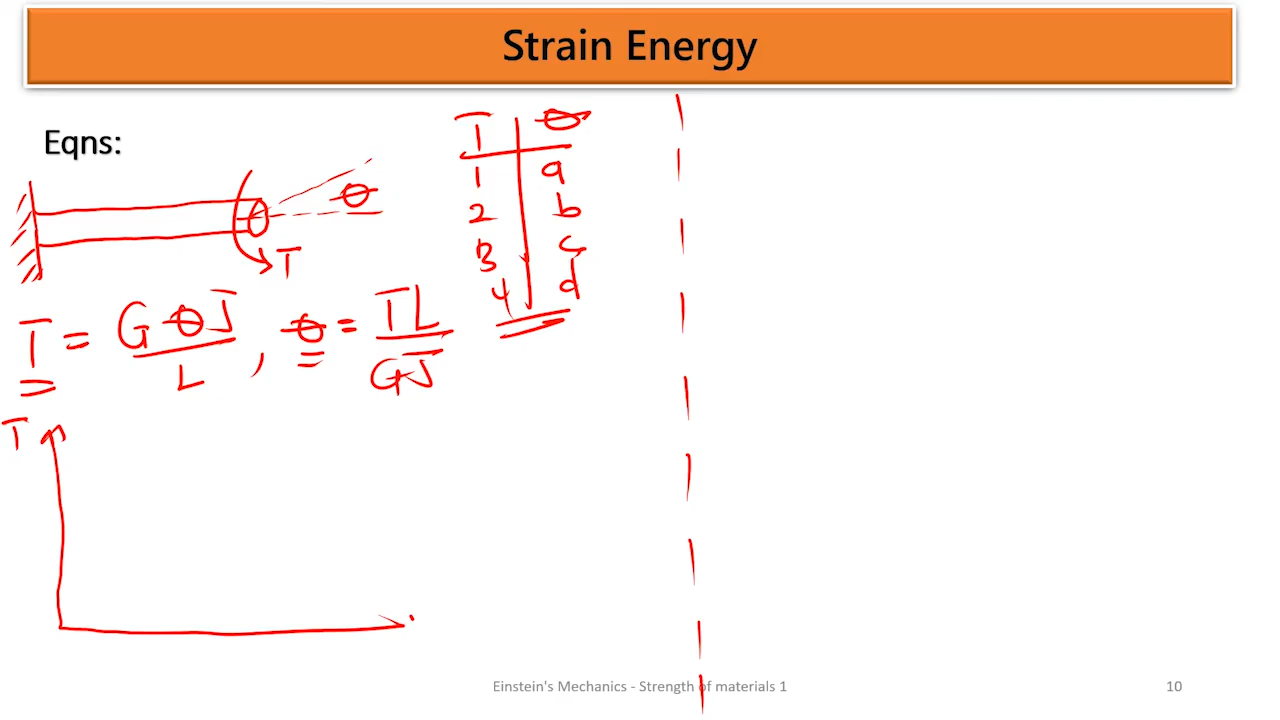 Strain Energy
Eqns:
θ
T
T = GθJ / L , θ = TL / GJ
T θ
1 a
2 b
3 c
4 d
T
Einstein's Mechanics - Strength of materials 1
10